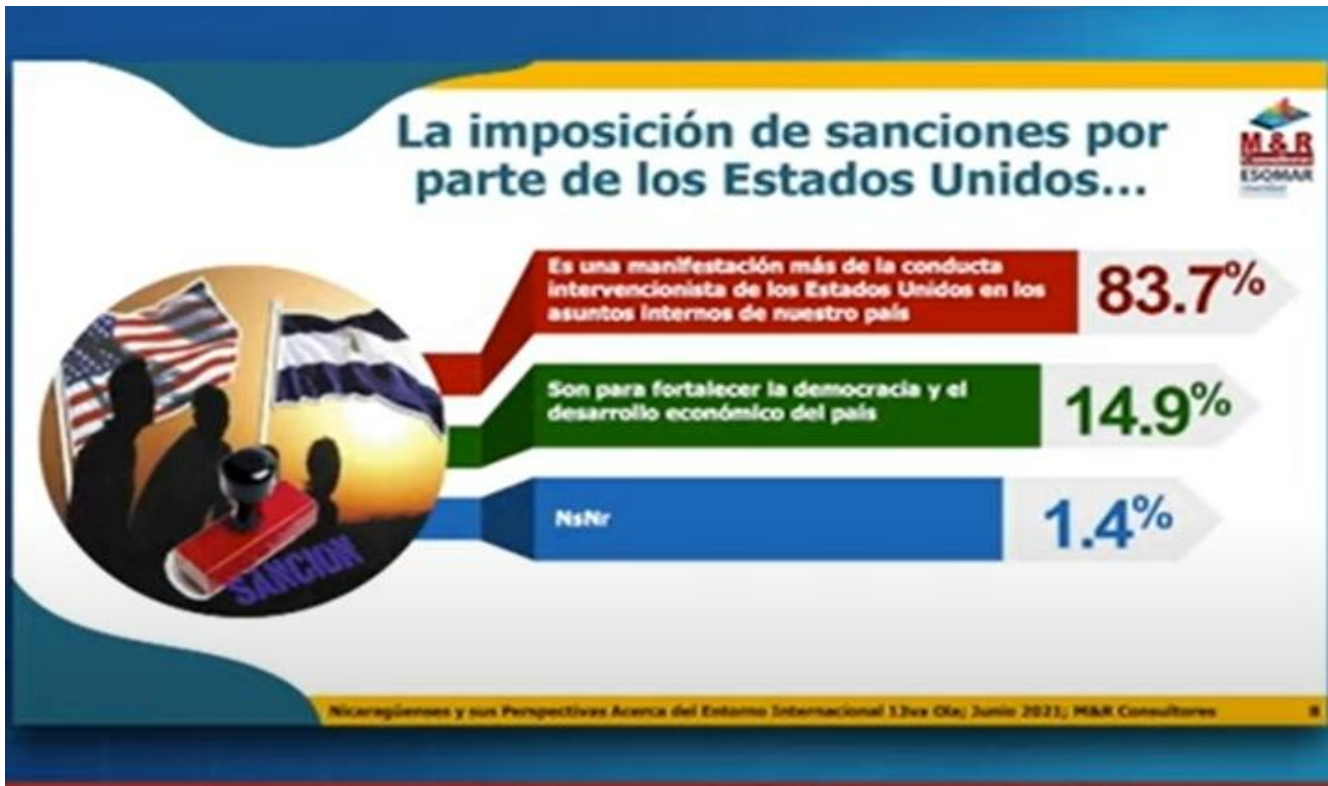 La imposición de sanciones por
parte de los Estados Unidos...
M & R
Consultores
ESOMAR
Es una manifestación más de la conducta
intervencionista de los Estados Unidos en los
asuntos internos de nuestro país
83.7%
Son para fortalecer la democracia y el
desarrollo económico del país
14.9%
NsNr
1.4%
SANCION
Nicaragüenses y sus Perspectivas Acerca del Entorno Internacional 13va Ola; Junio 2021; M&R Consultores